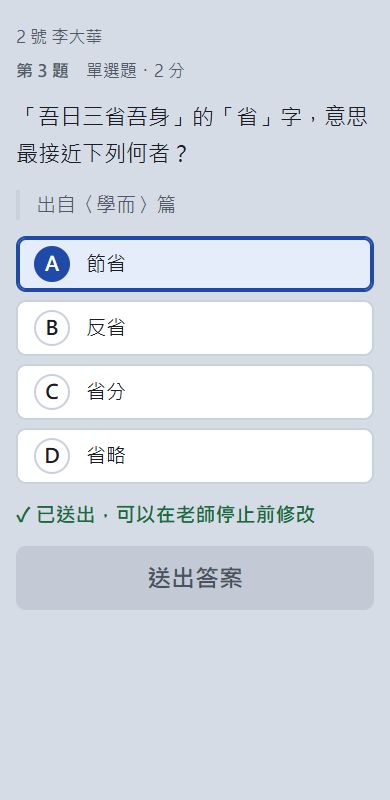 2 號 李大華
第 3 題 單選題 · 2 分
「吾日三省吾身」的「省」字，意思
最接近下列何者？
出自〈學而〉篇
A 節省
B 反省
C 省分
D 省略
✓ 已送出，可以在老師停止前修改
送出答案